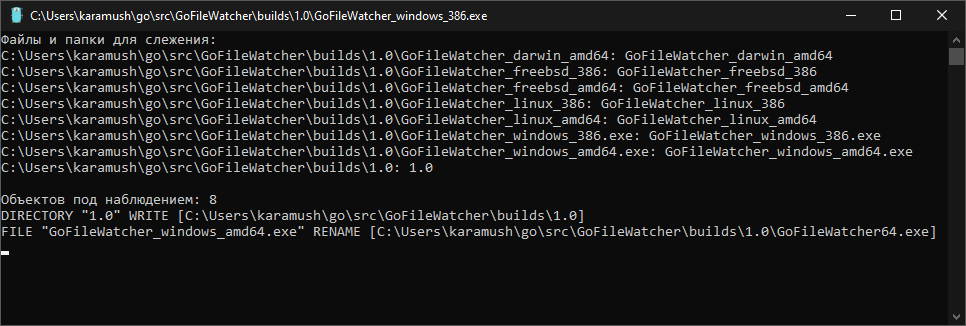 C:\Users\karamush\go\src\GoFileWatcher\builds\1.0\GoFileWatcher_windows_386.exe
Файлы и папки для слежения:
C:\Users\karamush\go\src\GoFileWatcher\builds\1.0\GoFileWatcher_darwin_amd64: GoFileWatcher_darwin_amd64
C:\Users\karamush\go\src\GoFileWatcher\builds\1.0\GoFileWatcher_freebsd_386: GoFileWatcher_freebsd_386
C:\Users\karamush\go\src\GoFileWatcher\builds\1.0\GoFileWatcher_freebsd_amd64: GoFileWatcher_freebsd_amd64
C:\Users\karamush\go\src\GoFileWatcher\builds\1.0\GoFileWatcher_linux_386: GoFileWatcher_linux_386
C:\Users\karamush\go\src\GoFileWatcher\builds\1.0\GoFileWatcher_linux_amd64: GoFileWatcher_linux_amd64
C:\Users\karamush\go\src\GoFileWatcher\builds\1.0\GoFileWatcher_windows_386.exe: GoFileWatcher_windows_386.exe
C:\Users\karamush\go\src\GoFileWatcher\builds\1.0\GoFileWatcher_windows_amd64.exe: GoFileWatcher_windows_amd64.exe
C:\Users\karamush\go\src\GoFileWatcher\builds\1.0: 1.0
Объектов под наблюдением: 8
DIRECTORY "1.0" WRITE [C:\Users\karamush\go\src\GoFileWatcher\builds\1.0]
FILE "GoFileWatcher_windows_amd64.exe" RENAME [C:\Users\karamush\go\src\GoFileWatcher\builds\1.0\GoFileWatcher64.exe]